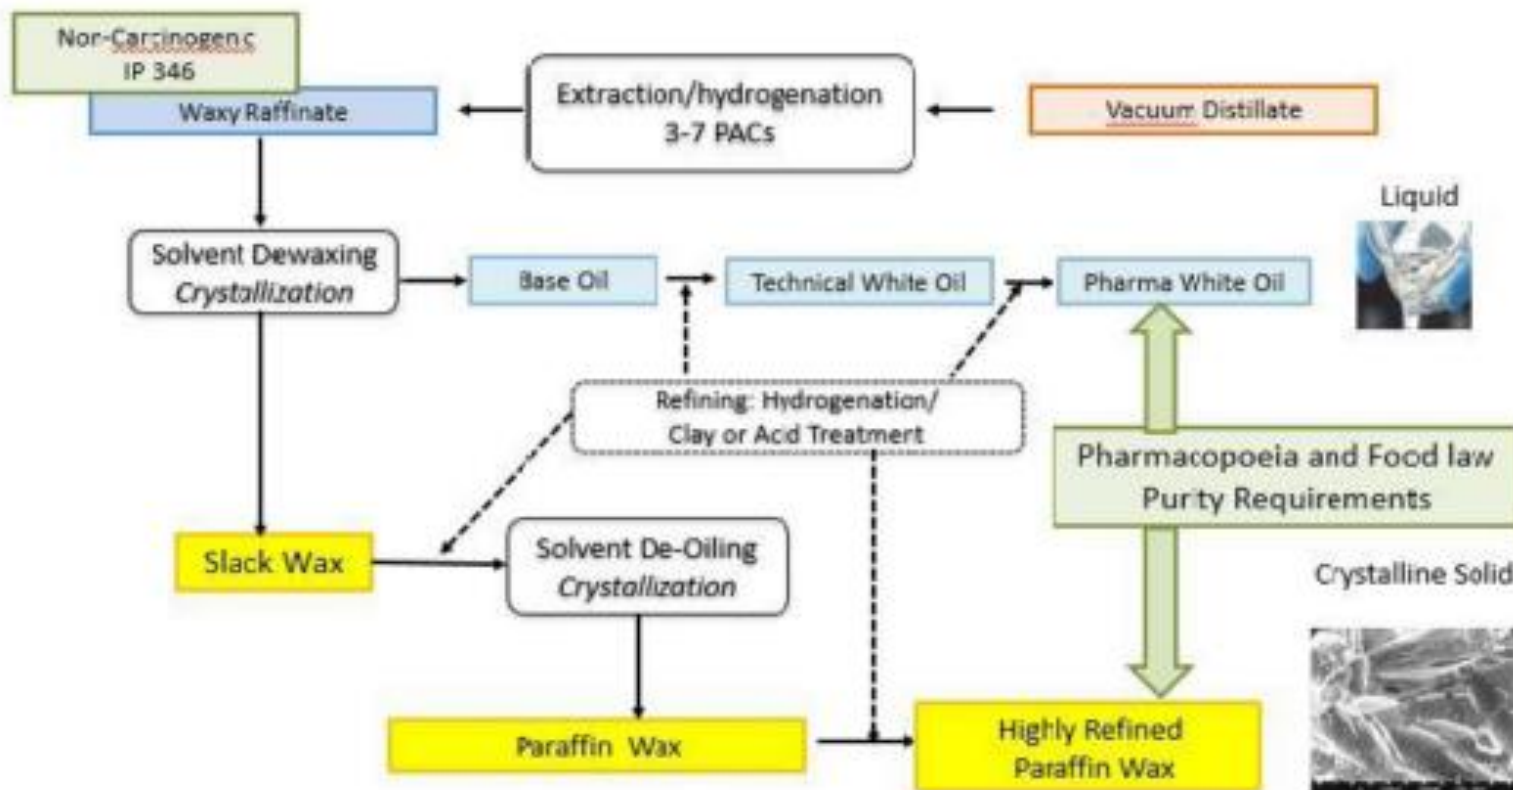 Non-Carcinogenic
IP 346
Waxy Raffinate
Extraction/hydrogenation
3-7 PACs
Vacuum Distillate
Liquid
Solvent Dewaxing
Crystallization
Base Oil
Technical White Oil
Pharma White Oil
Refining: Hydrogenation/
Clay or Acid Treatment
Pharmacopoeia and Food law
Purity Requirements
Slack Wax
Solvent De-Oiling
Crystallization
Crystalline Solid
Paraffin Wax
Highly Refined
Paraffin Wax